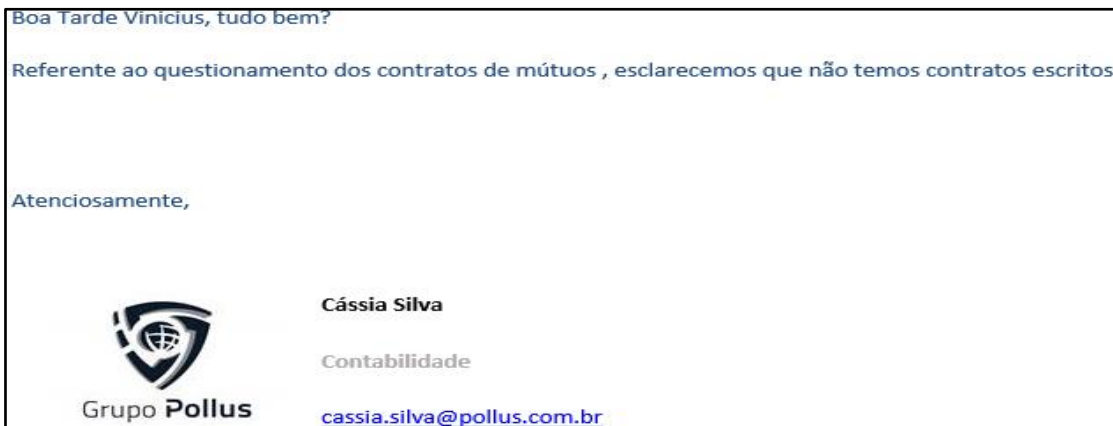 Boa Tarde Vinicius, tudo bem?
Referente ao questionamento dos contratos de mútuos , esclarecemos que não temos contratos escritos
Atenciosamente,
Cássia Silva
Contabilidade
Grupo Pollus
cassia.silva@pollus.com.br